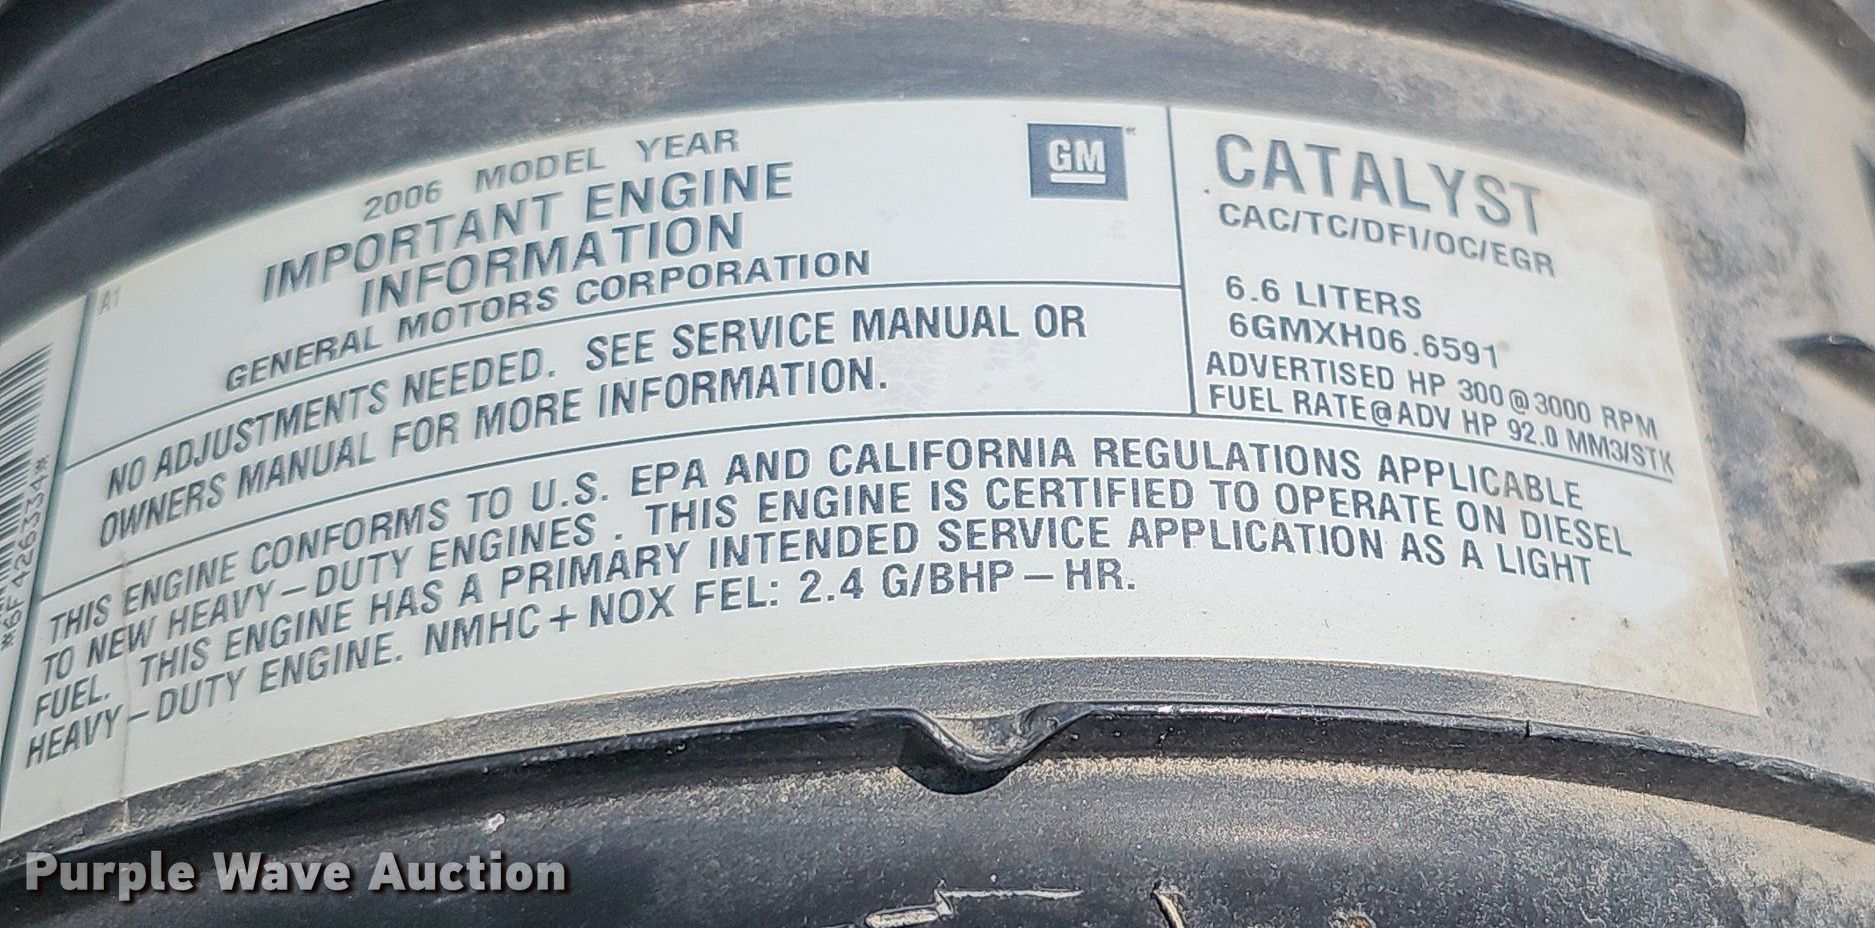 2006 MODEL YEAR
IMPORTANT ENGINE
INFORMATION
GENERAL MOTORS CORPORATION
GM
CATALYST
CAC/TC/DFI/OC/EGR
6.6 LITERS
6GMXH06.6591
ADVERTISED HP 300@3000 RPM
FUEL RATE@ADV HP 92.0 MM3/STK
A1
NO ADJUSTMENTS NEEDED. SEE SERVICE MANUAL OR
OWNERS MANUAL FOR MORE INFORMATION.
THIS ENGINE CONFORMS TO U.S. EPA AND CALIFORNIA REGULATIONS APPLICABLE
TO NEW HEAVY-DUTY ENGINES . THIS ENGINE IS CERTIFIED TO OPERATE ON DIESEL
FUEL. THIS ENGINE HAS A PRIMARY INTENDED SERVICE APPLICATION AS A LIGHT
HEAVY-DUTY ENGINE. NMHC+NOX FEL: 2.4 G/BHP-HR.
*6F4263734*
Purple Wave Auction